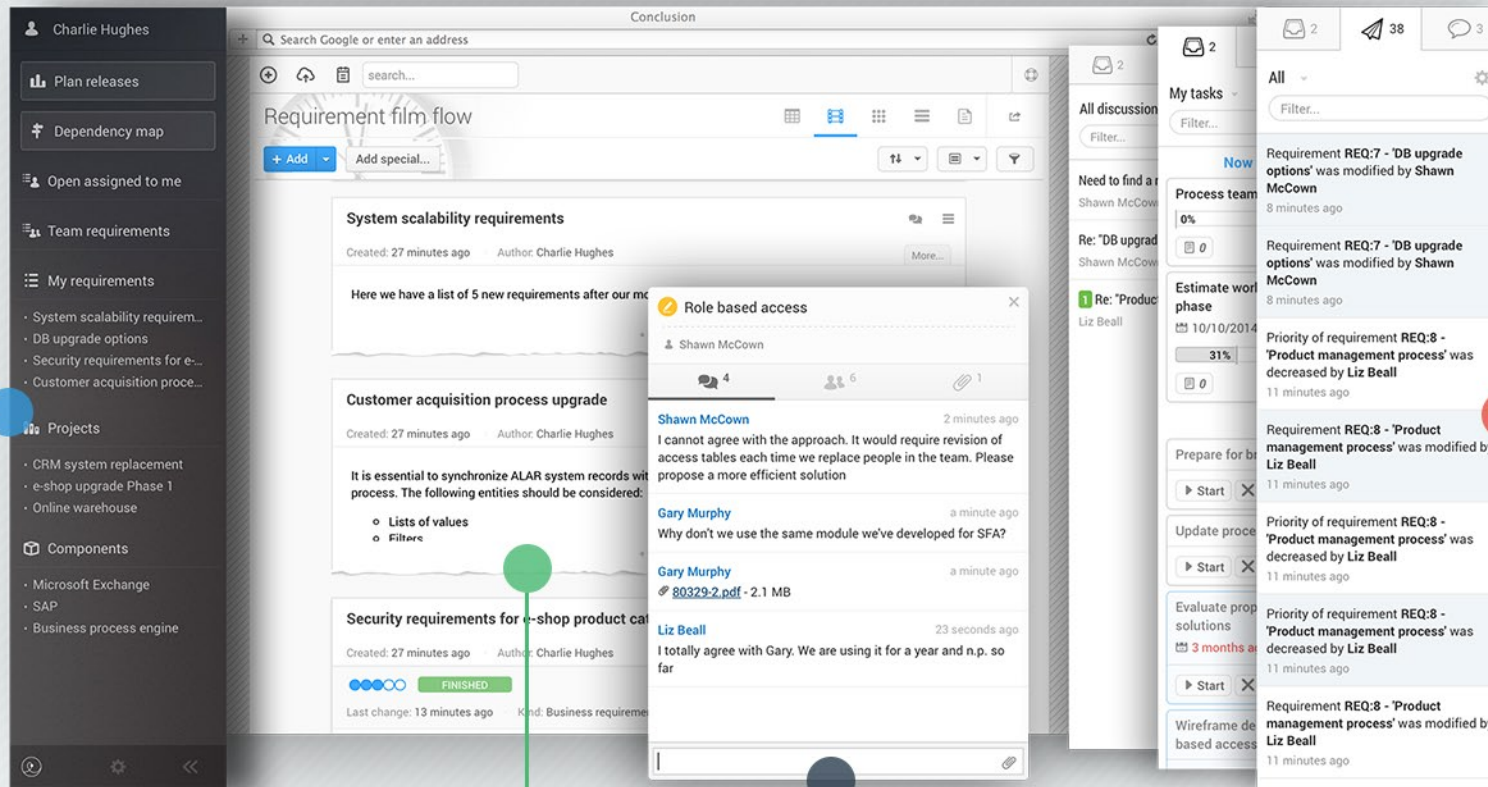 Charlie Hughes
Plan releases
Dependency map
Open assigned to me
Team requirements
My requirements
· System scalability requirem...
· DB upgrade options
· Security requirements for e-...
· Customer acquisition proce...
Projects
· CRM system replacement
· e-shop upgrade Phase 1
· Online warehouse
Components
· Microsoft Exchange
· SAP
· Business process engine
Conclusion
Search Google or enter an address
search...
Requirement film flow
+ Add
Add special...
System scalability requirements
Created: 27 minutes ago Author: Charlie Hughes
More...
Here we have a list of 5 new requirements after our mo
Customer acquisition process upgrade
Created: 27 minutes ago Author: Charlie Hughes
It is essential to synchronize ALAR system records wit
process. The following entities should be considered:
Lists of values
Filters
Security requirements for e-shop product cat
Created: 27 minutes ago Author: Charlie Hughes
FINISHED
Last change: 13 minutes ago Kind: Business requireme
Role based access
Shawn McCown
4
6
1
Shawn McCown 2 minutes ago
I cannot agree with the approach. It would require revision of
access tables each time we replace people in the team. Please
propose a more efficient solution
Gary Murphy a minute ago
Why don't we use the same module we've developed for SFA?
Gary Murphy a minute ago
80329-2.pdf - 2.1 MB
Liz Beall 23 seconds ago
I totally agree with Gary. We are using it for a year and n.p. so
far
2
All discussion
Filter...
Need to find a r
Shawn McCow
Re: "DB upgrad
Shawn McCow
1 Re: "Produc
Liz Beall
2
My tasks
Filter...
Now
Process team
0%
0
Estimate worl
phase
10/10/2014
31%
0
Prepare for br
Start
Update proce
Start
Evaluate prop
solutions
3 months a
Start
Wireframe de
based access
2
38
3
All
Filter...
Requirement REQ:7 - 'DB upgrade
options' was modified by Shawn
McCown
8 minutes ago
Requirement REQ:7 - 'DB upgrade
options' was modified by Shawn
McCown
8 minutes ago
Priority of requirement REQ:8 -
'Product management process' was
decreased by Liz Beall
11 minutes ago
Requirement REQ:8 - 'Product
management process' was modified by
Liz Beall
11 minutes ago
Priority of requirement REQ:8 -
'Product management process' was
decreased by Liz Beall
11 minutes ago
Priority of requirement REQ:8 -
'Product management process' was
decreased by Liz Beall
11 minutes ago
Requirement REQ:8 - 'Product
management process' was modified by
Liz Beall
11 minutes ago